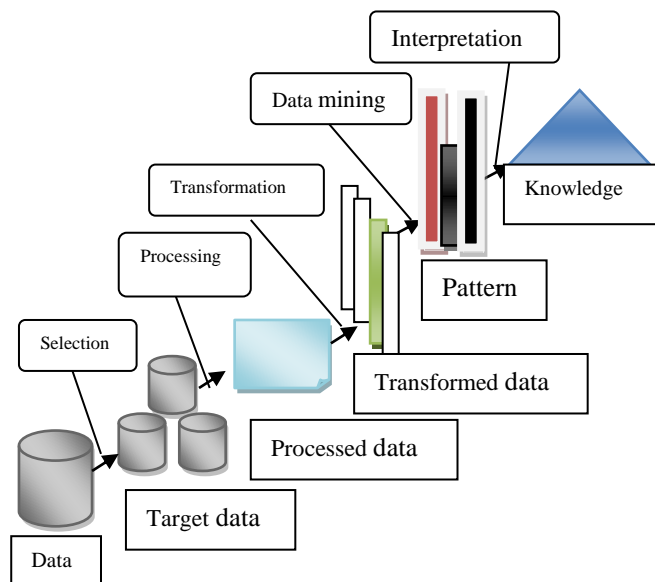 Interpretation
Data mining
Transformation
Knowledge
Processing
Pattern
Selection
Transformed data
Processed data
Target data
Data